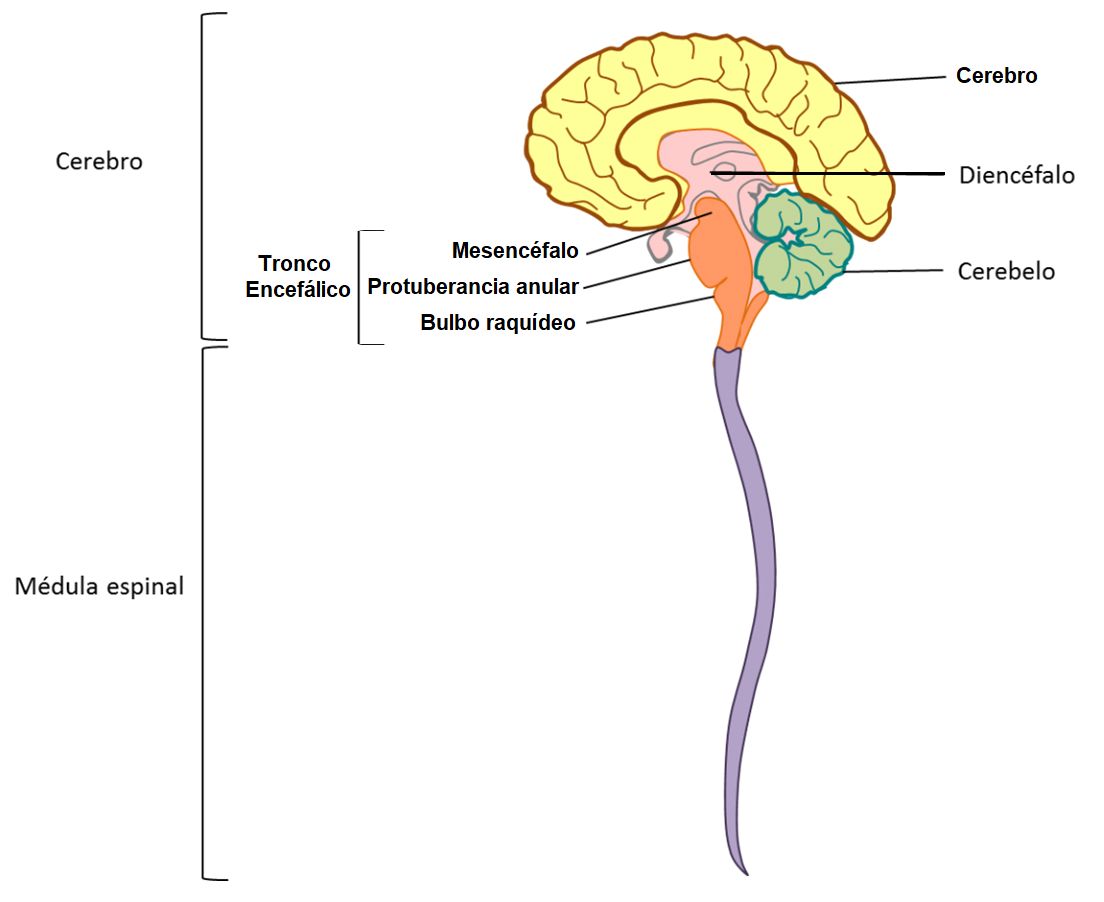 Cerebro
Cerebro
Diencéfalo
Mesencéfalo
Tronco
Encefálico
Protuberancia anular
Cerebelo
Bulbo raquídeo
Médula espinal